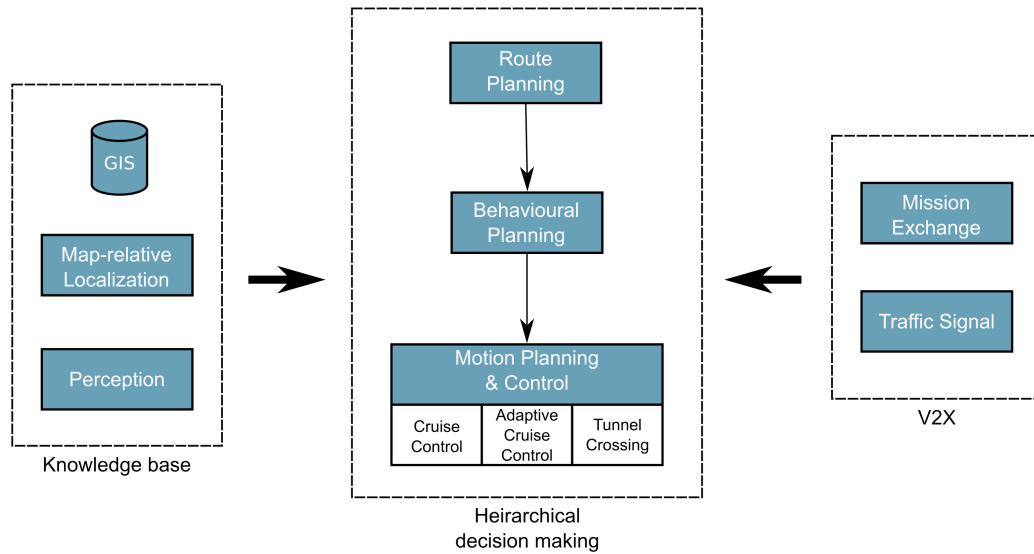 GIS
Map-relative
Localization
Perception
Knowledge base
Route
Planning
Behavioural
Planning
Motion Planning
& Control
Cruise
Control
Adaptive
Cruise
Control
Tunnel
Crossing
Heirarchical
decision making
Mission
Exchange
Traffic Signal
V2X